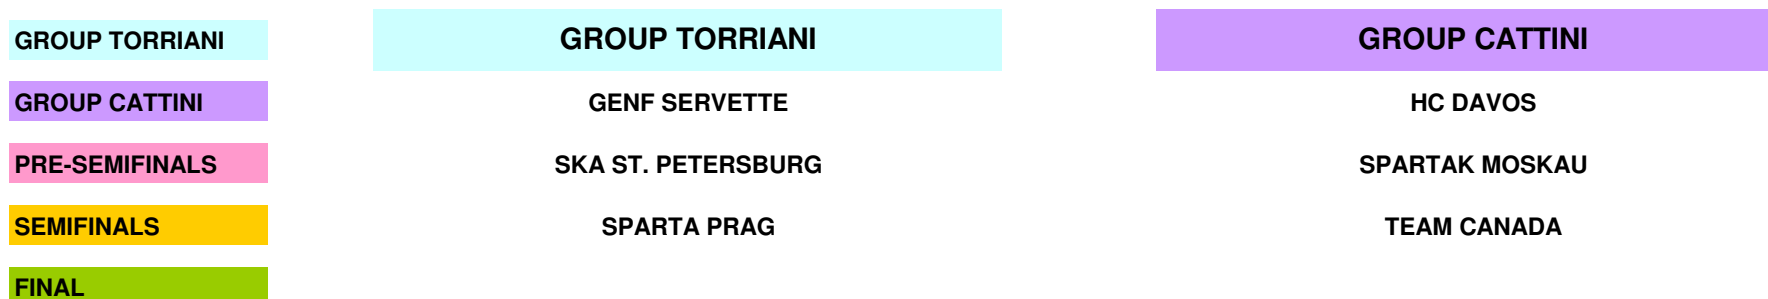 GROUP TORRIANI
GROUP CATTINI
PRE-SEMIFINALS
SEMIFINALS
FINAL
GROUP TORRIANI
GENF SERVETTE
SKA ST. PETERSBURG
SPARTA PRAG
GROUP CATTINI
HC DAVOS
SPARTAK MOSKAU
TEAM CANADA